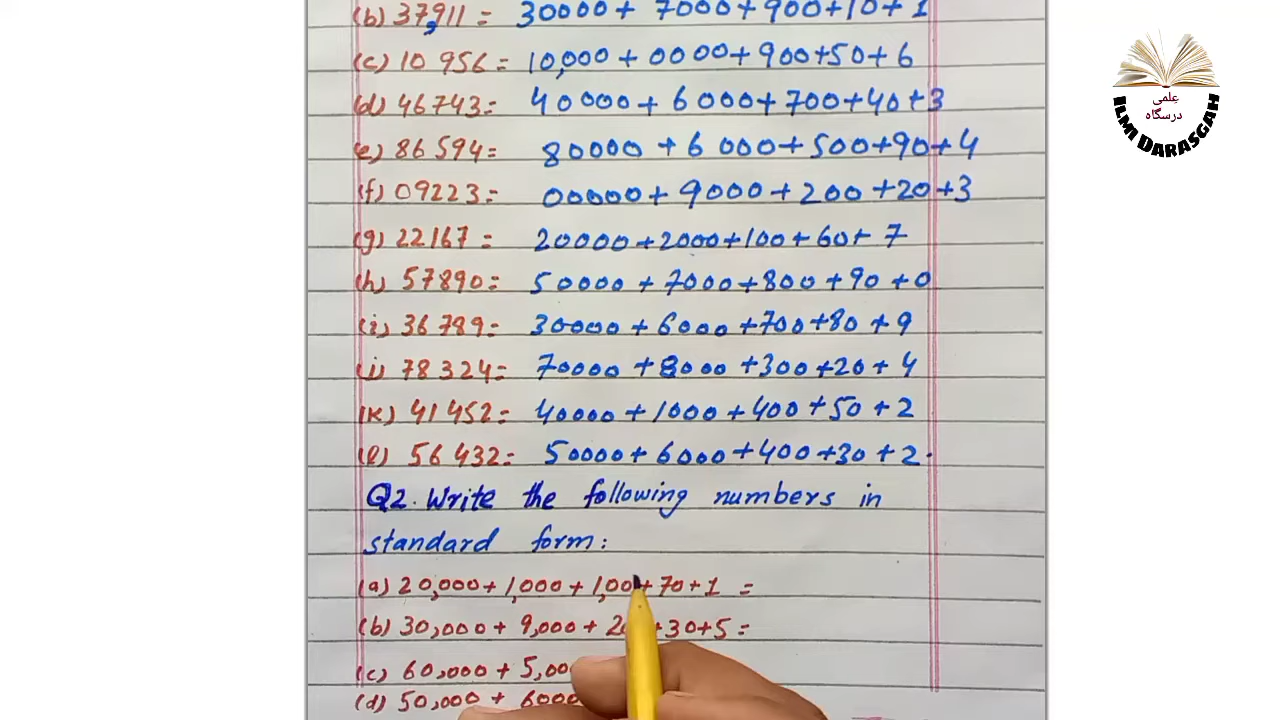 (b) 37,911 = 30000 + 7000 + 900 + 10 + 1
(c) 10 956 = 10,000 + 0000 + 900 + 50 + 6
(d) 46743 = 40000 + 6000 + 700 + 40 + 3
(e) 86 594 = 80000 + 6 000 + 500 + 90 + 4
(f) 09223 = 00000 + 9000 + 200 + 20 + 3
(g) 22167 = 20000 + 2000 + 100 + 60 + 7
(h) 57890 = 50000 + 7000 + 800 + 90 + 0
(i) 36 789 = 30000 + 6000 + 700 + 80 + 9
(j) 78 324 = 70000 + 8000 + 300 + 20 + 4
(k) 41 452 = 40000 + 1000 + 400 + 50 + 2
(l) 56 432 = 50000 + 6000 + 400 + 30 + 2.
Q2. Write the following numbers in
standard form:
(a) 20,000 + 1,000 + 1,00 + 70 + 1 =
(b) 30,000 + 9,000 + + 30 + 5 =
(c) 60,000 +
(d) 50,000 + 6000
علمی
درسگاہ
ILMI DARASGAH